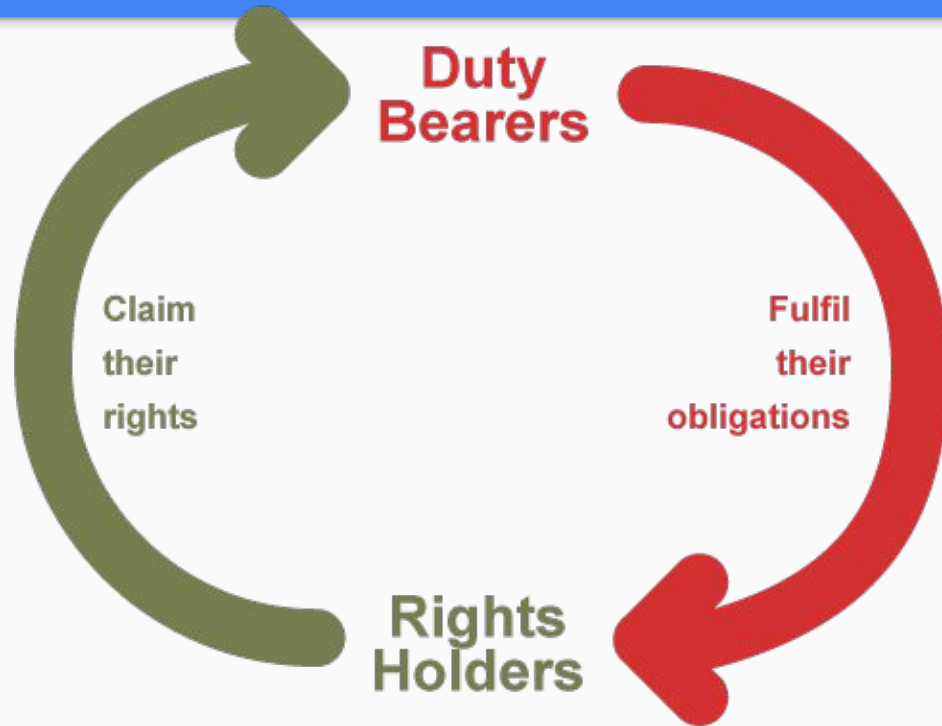 Duty
Bearers
Claim
their
rights
Fulfil
their
obligations
Rights
Holders